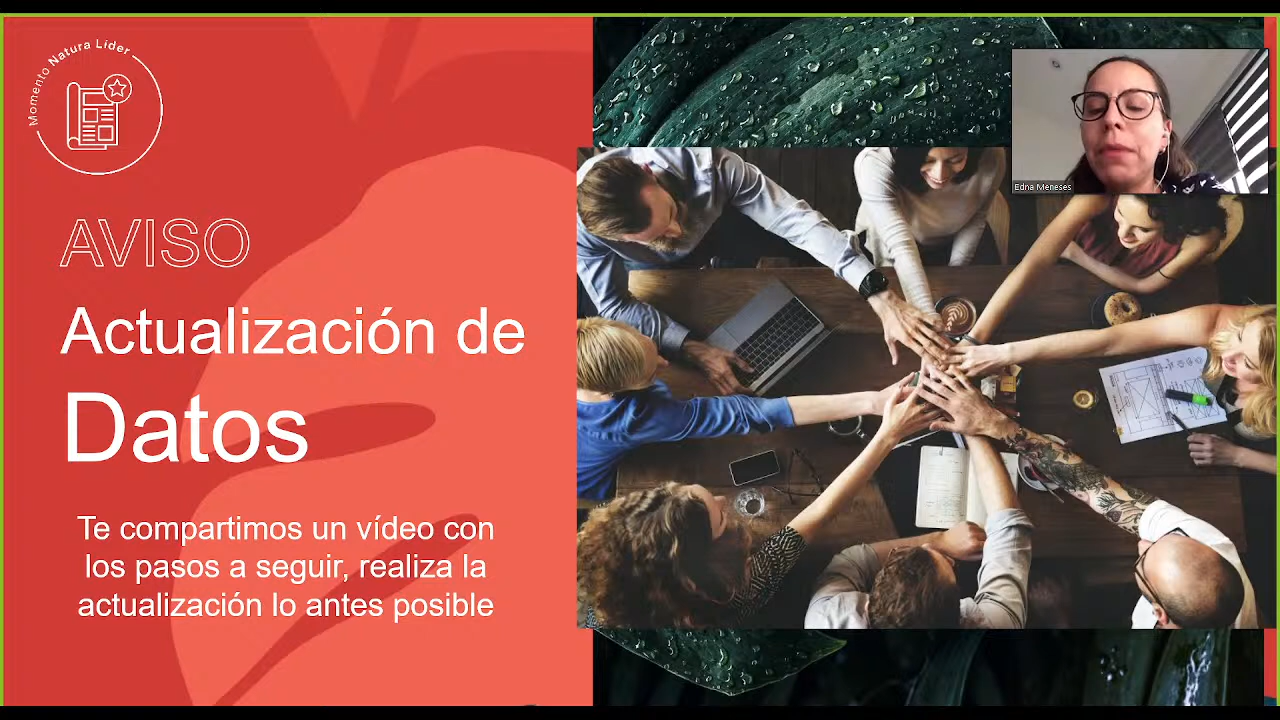 Momento Natura Líder
AVISO
Actualización de
Datos
Te compartimos un vídeo con
los pasos a seguir, realiza la
actualización lo antes posible
Edna Meneses